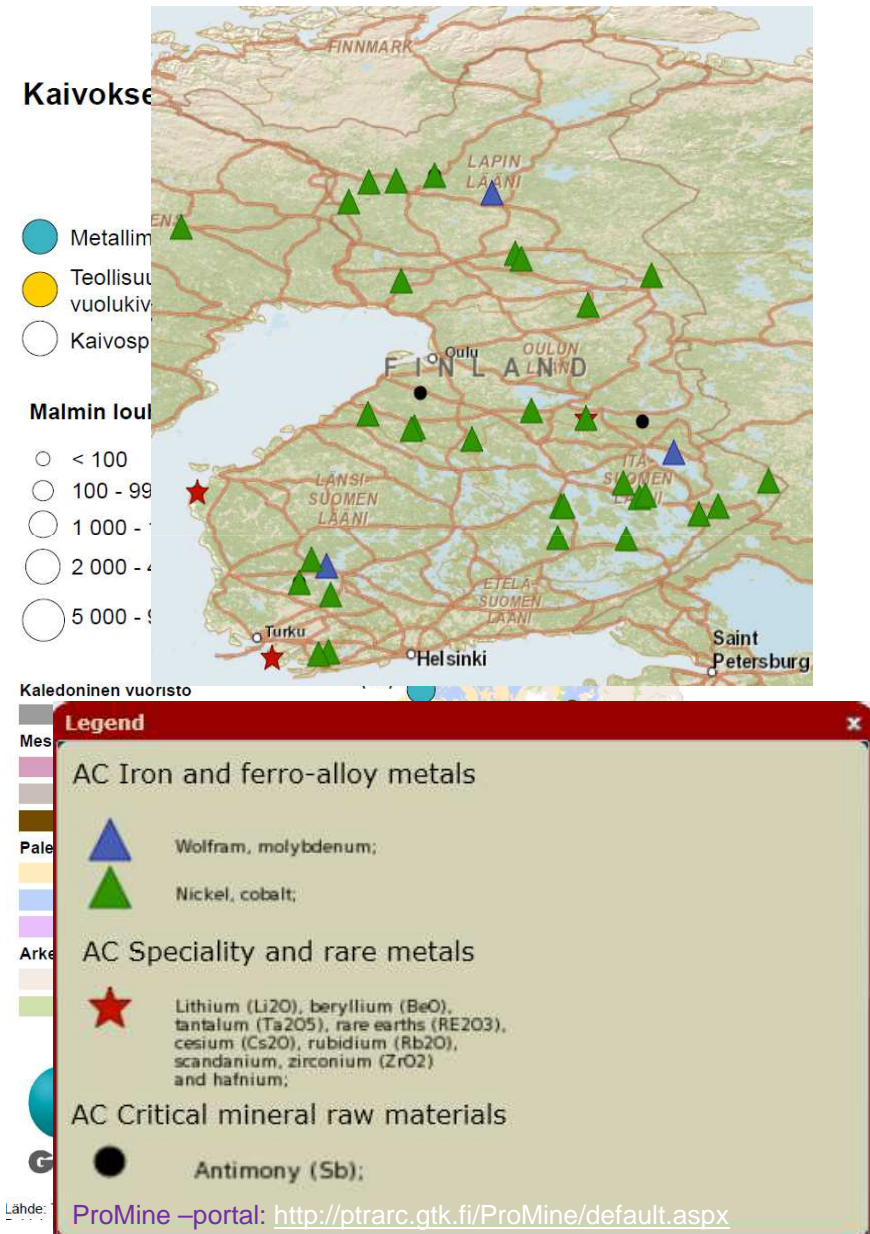 FINNMARK
Kaivokse
LAPIN
LÄÄNI
Metallim
Teollisuu
vuolukiv
Kaivosp
Oulu
OULUN
FINLAND
Malmin loul
< 100
100 - 99
1 000 -
2 000 - 4
5 000 - 9
LÄNSI-
SUOMEN
LÄÄNI
ITÄ-
SUOMEN
LÄÄNI
ETELÄ-
SUOMEN
LÄÄNI
Turku
Helsinki
Saint
Petersburg
Kaledoninen vuoristo
Mes
Pale
Arke
Legend
AC Iron and ferro-alloy metals
Wolfram, molybdenum;
Nickel, cobalt;
AC Speciality and rare metals
Lithium (Li2O), beryllium (BeO),
tantalum (Ta2O5), rare earths (RE2O3),
cesium (Cs2O), rubidium (Rb2O),
scandanium, zirconium (ZrO2)
and hafnium;
AC Critical mineral raw materials
Antimony (Sb);
G
Lähde:
ProMine –portal: http://ptrarc.gtk.fi/ProMine/default.aspx